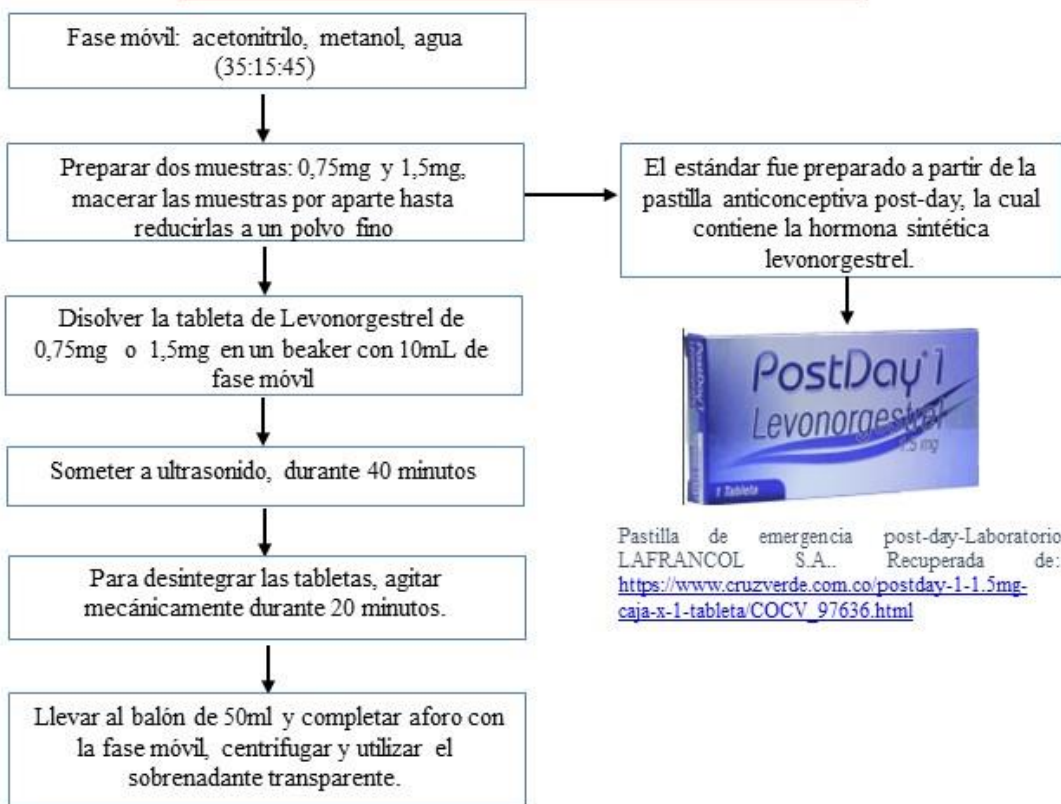 Fase móvil: acetonitrilo, metanol, agua
(35:15:45)
Preparar dos muestras: 0,75mg y 1,5mg,
macerar las muestras por aparte hasta
reducirlas a un polvo fino
El estándar fue preparado a partir de la
pastilla anticonceptiva post-day, la cual
contiene la hormona sintética
levonorgestrel.
Disolver la tableta de Levonorgestrel de
0,75mg o 1,5mg en un beaker con 10mL de
fase móvil
Someter a ultrasonido, durante 40 minutos
Para desintegrar las tabletas, agitar
mecánicamente durante 20 minutos.
Llevar al balón de 50ml y completar aforo con
la fase móvil, centrifugar y utilizar el
sobrenadante transparente.
PostDay 1
Levonorgestrel
1.5 mg
1 Tableta
Pastilla de emergencia post-day-Laboratorio
LAFRANCOL S.A.. Recuperada de:
https://www.cruzverde.com.co/postday-1-1.5mg-
caja-x-1-tableta/COCV_97636.html